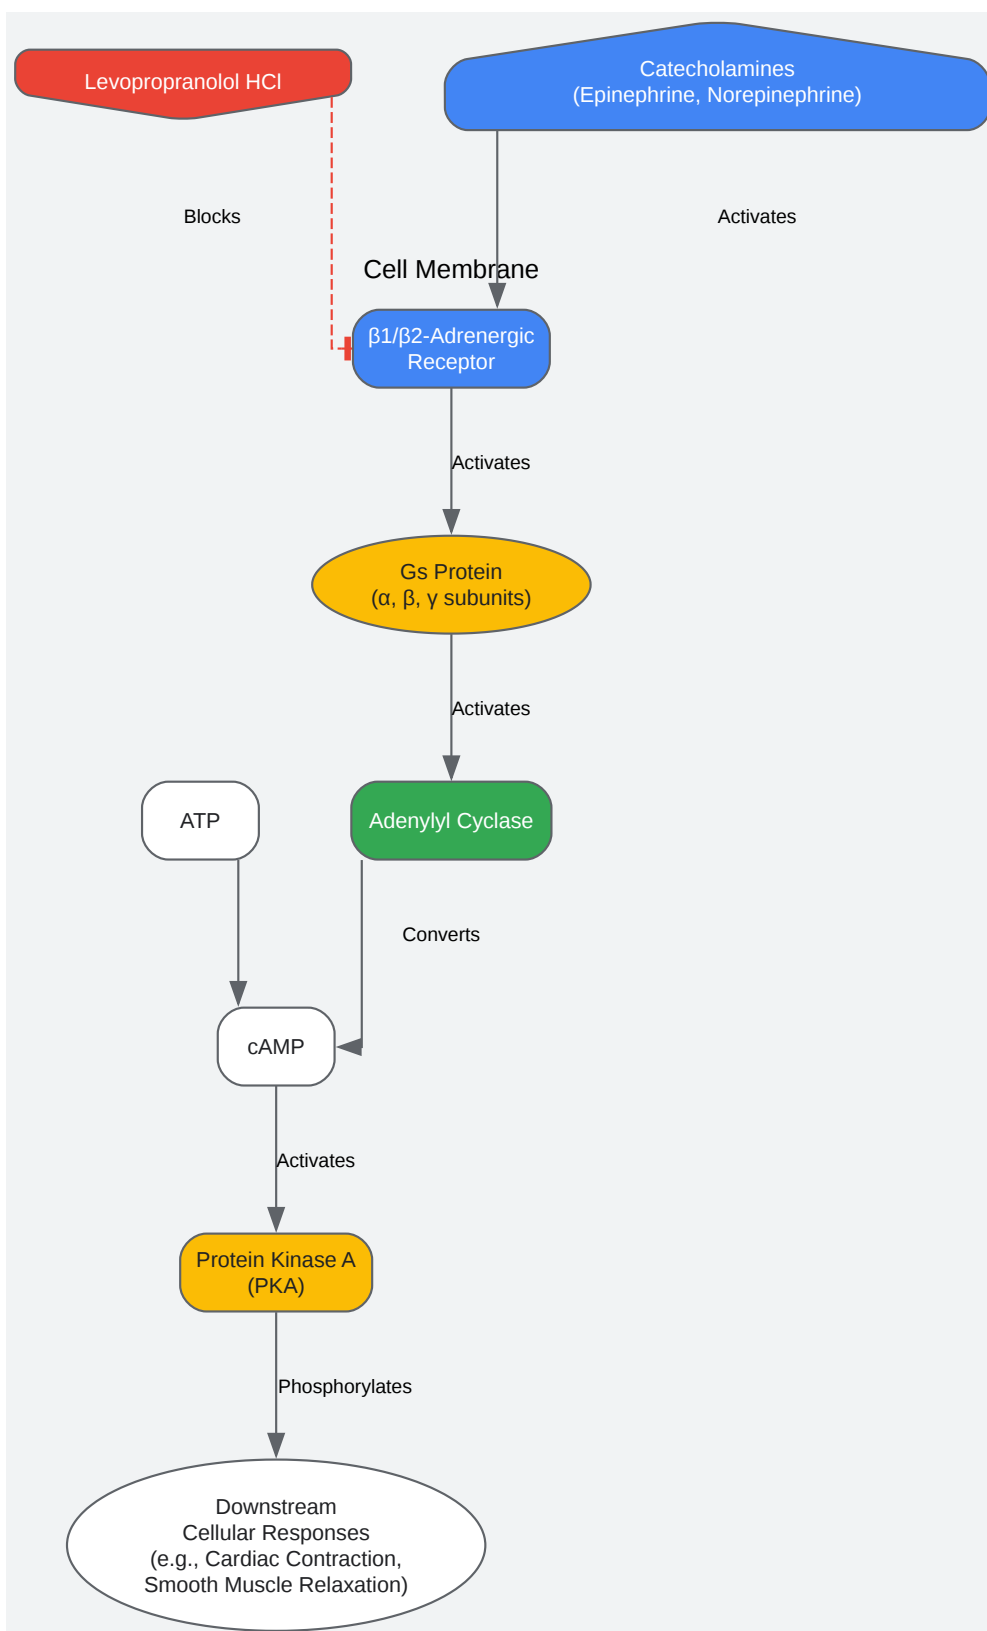 Levopropranolol HCl
Catecholamines
(Epinephrine, Norepinephrine)
Blocks
Activates
Cell Membrane
β1/β2-Adrenergic
Receptor
Activates
Gs Protein
(α, β, γ subunits)
Activates
ATP
Adenylyl Cyclase
Converts
cAMP
Activates
Protein Kinase A
(PKA)
Phosphorylates
Downstream
Cellular Responses
(e.g., Cardiac Contraction,
Smooth Muscle Relaxation)